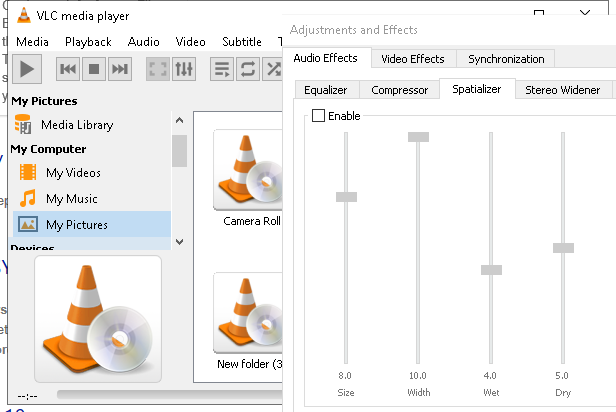 VLC media player
Media Playback Audio Video Subtitle T
My Pictures
Media Library
My Computer
My Videos
My Music
My Pictures
Devices
Camera Roll
New folder (3
--:--
Adjustments and Effects
Audio Effects Video Effects Synchronization
Equalizer Compressor Spatializer Stereo Widener
Enable
8.0 10.0 4.0 5.0
Size Width Wet Dry